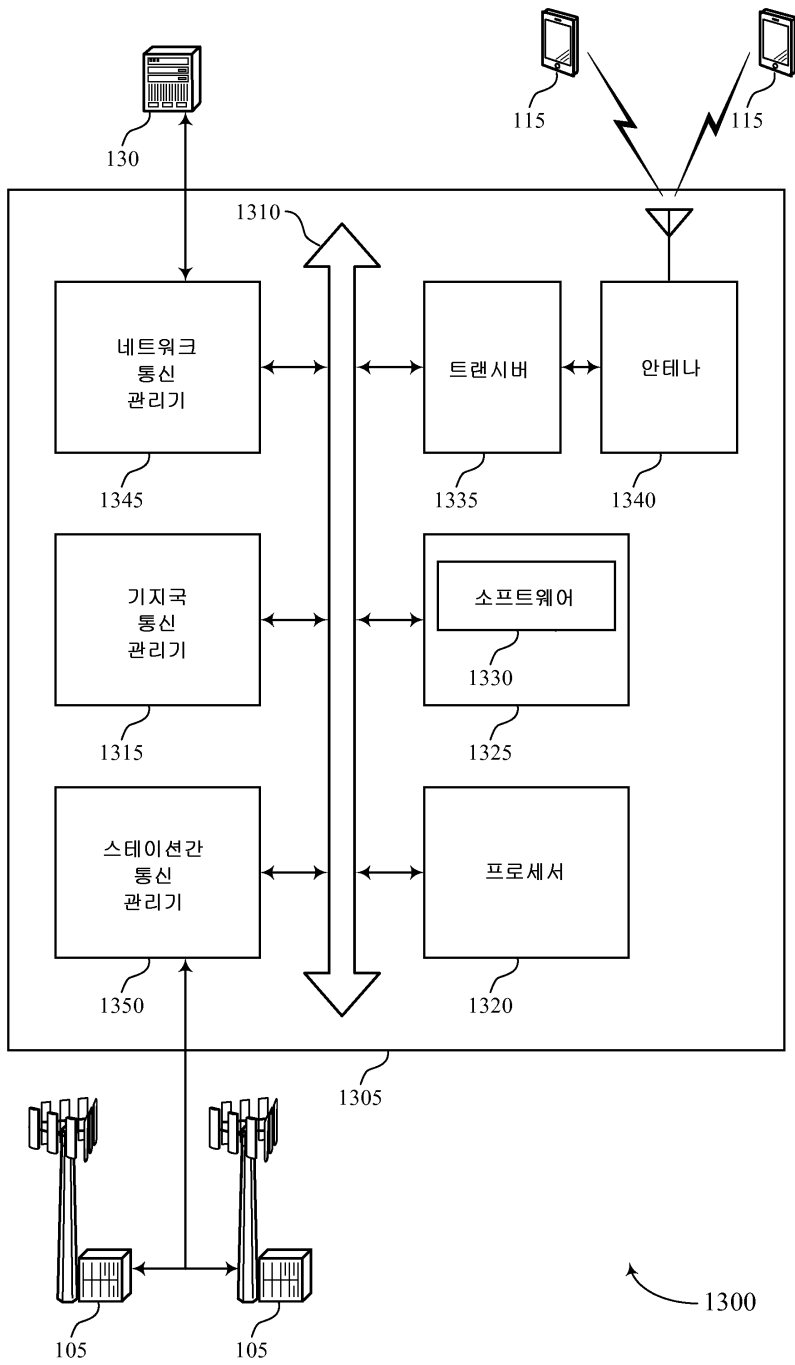 130
115
115
1310
네트워크
통신
관리기
트랜시버
안테나
1345
1335
1340
기지국
통신
관리기
소프트웨어
1330
1315
1325
스테이션간
통신
관리기
프로세서
1350
1320
1305
105
105
1300